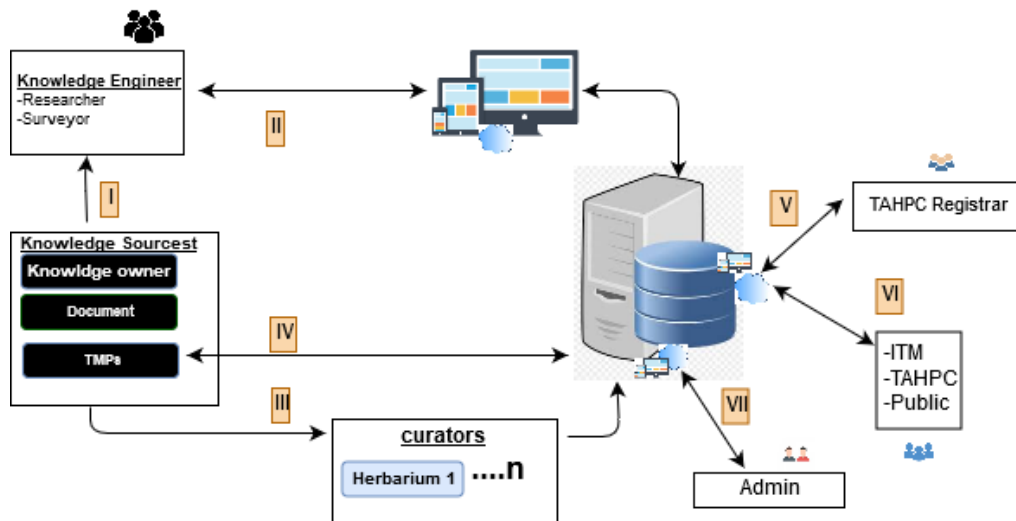 Knowledge Engineer
-Researcher
-Surveyor
II
I
V
TAHPC Registrar
Knowledge Sourcest
Knowldge owner
Document
TMPs
IV
VI
-ITM
-TAHPC
-Public
III
VII
curators
Herbarium 1 ....n
Admin